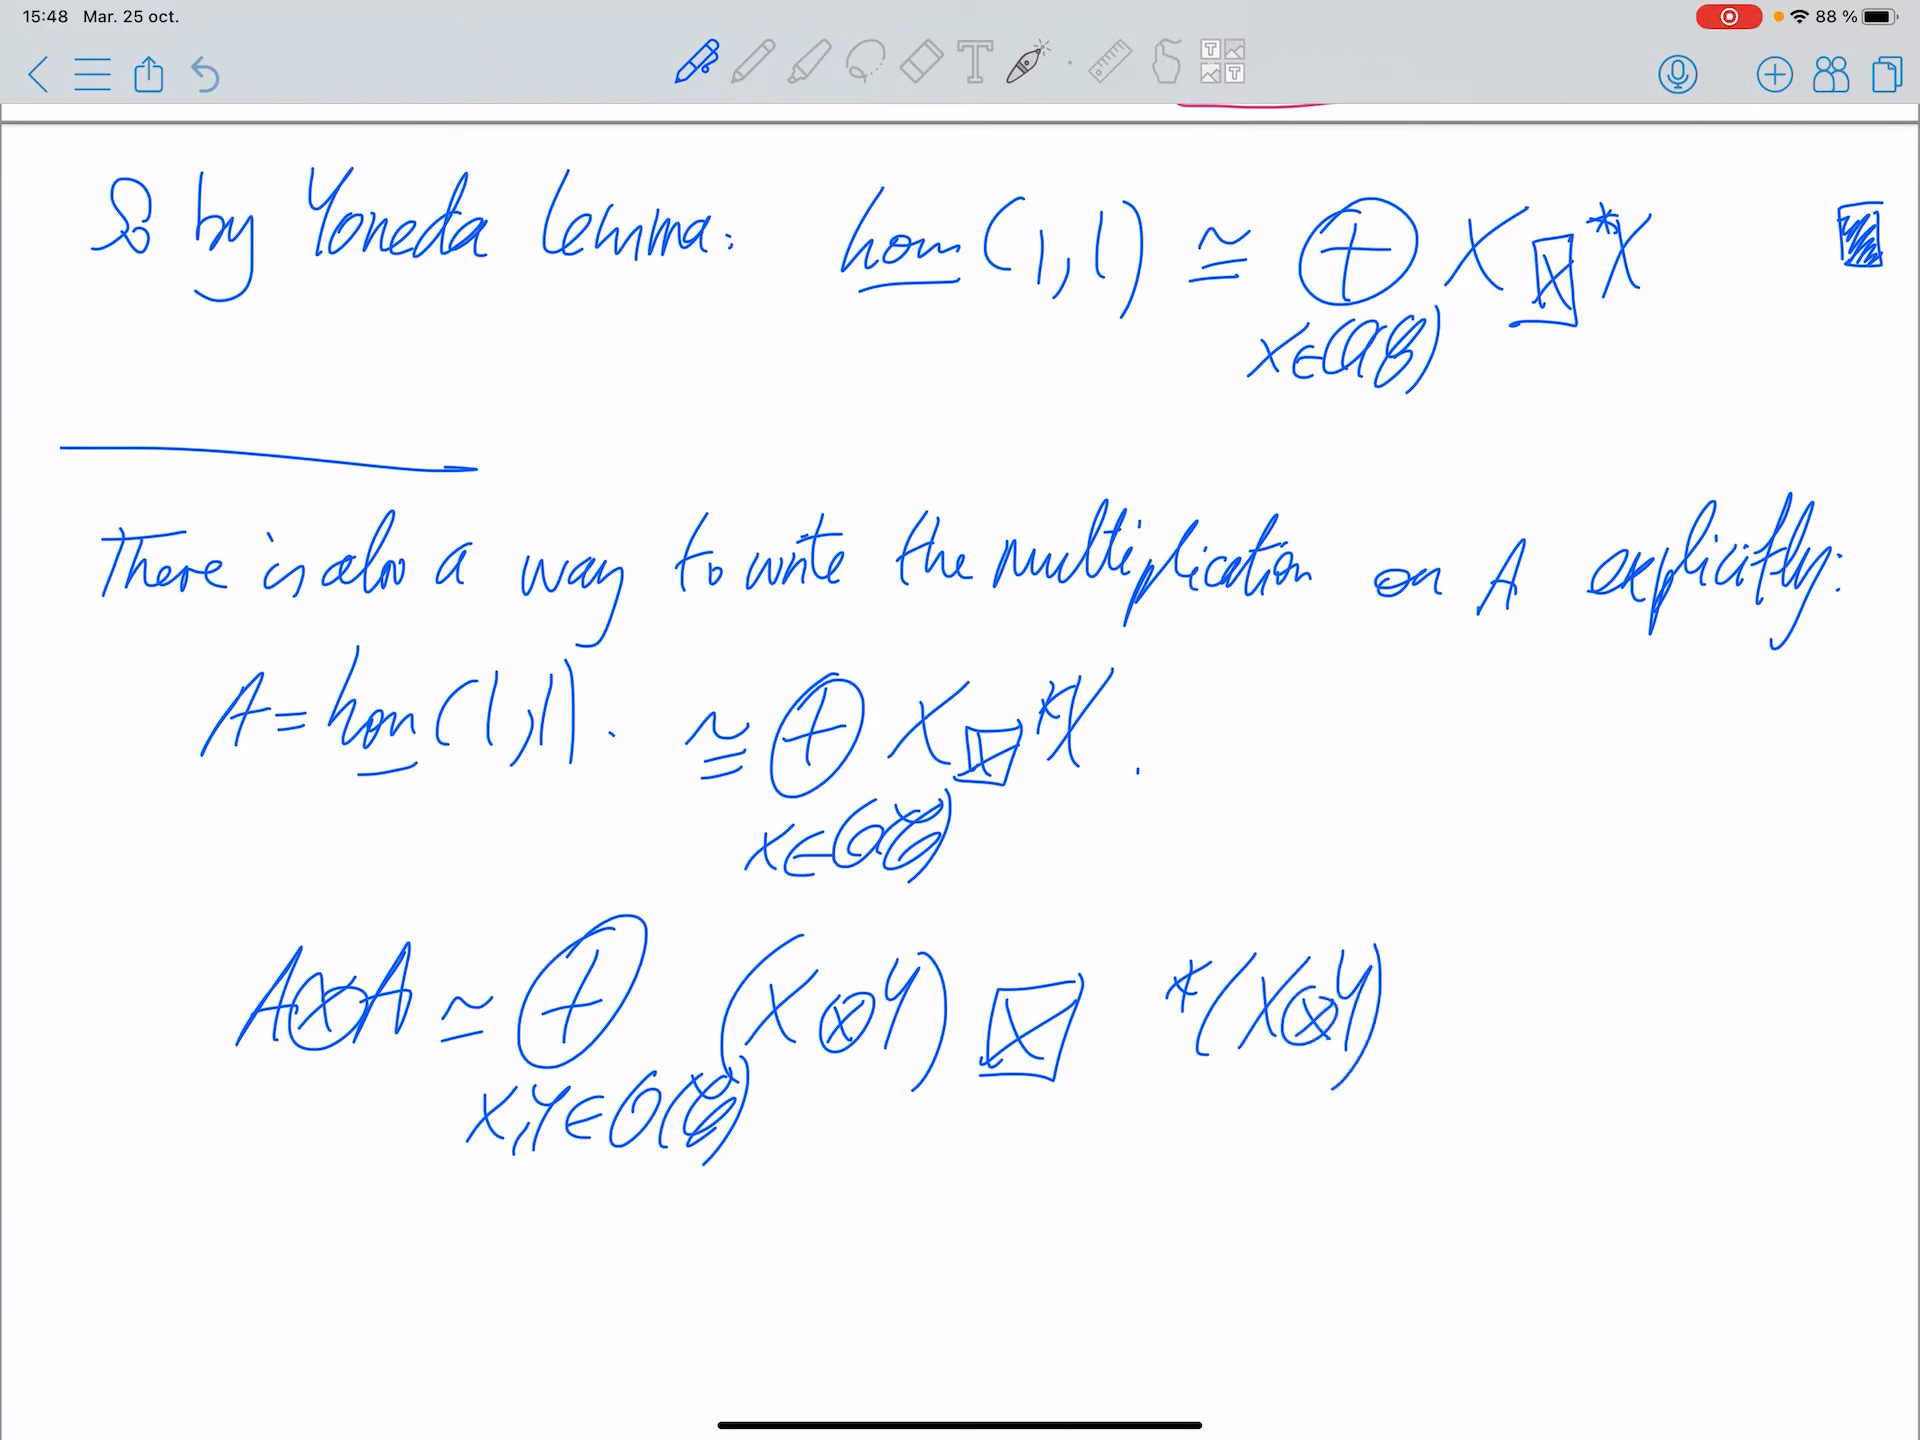 15:48 Mar. 25 oct. 88 %
So by Yoneda Lemma: hom(1,1) ≅ ⊕ X ⊠ *X
X∈O(C)
There is also a way to write the multiplication on A explicitly:
A = hom(1,1). ≅ ⊕ X ⊠ *X.
X∈O(C)
A⊗A ≃ ⊕ (X⊗Y) ⊠ *(X⊗Y)
X,Y∈O(C)